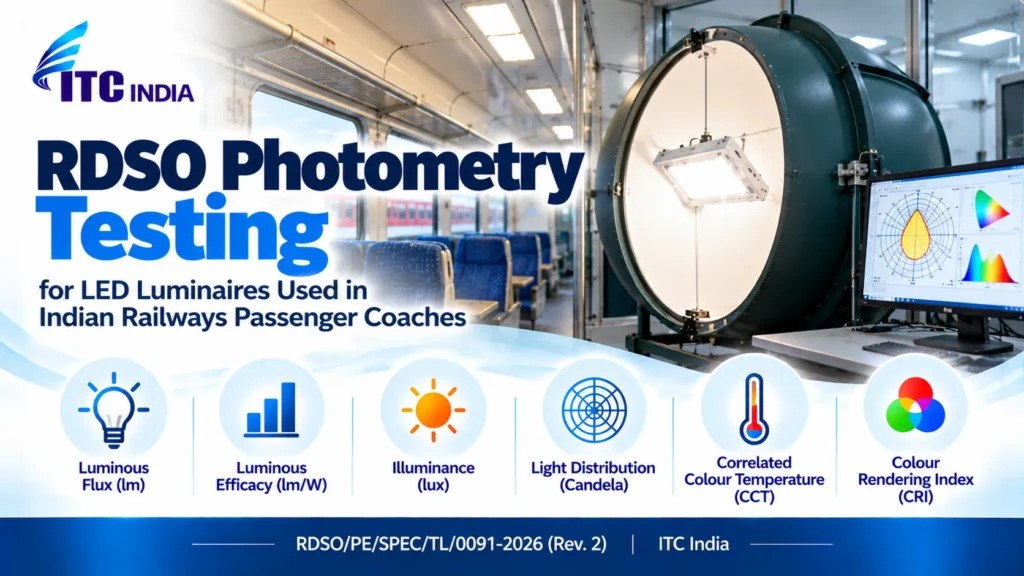 ITC INDIA
RDSO Photometry
Testing
for LED Luminaires Used in
Indian Railways Passenger Coaches
Luminous
Flux (lm)
Luminous
Efficacy (lm/W)
Illuminance
(lux)
Light Distribution
(Candela)
Correlated
Colour Temperature
(CCT)
Colour
Rendering Index
(CRI)
RDSO/PE/SPEC/TL/0091-2026 (Rev. 2) | ITC India